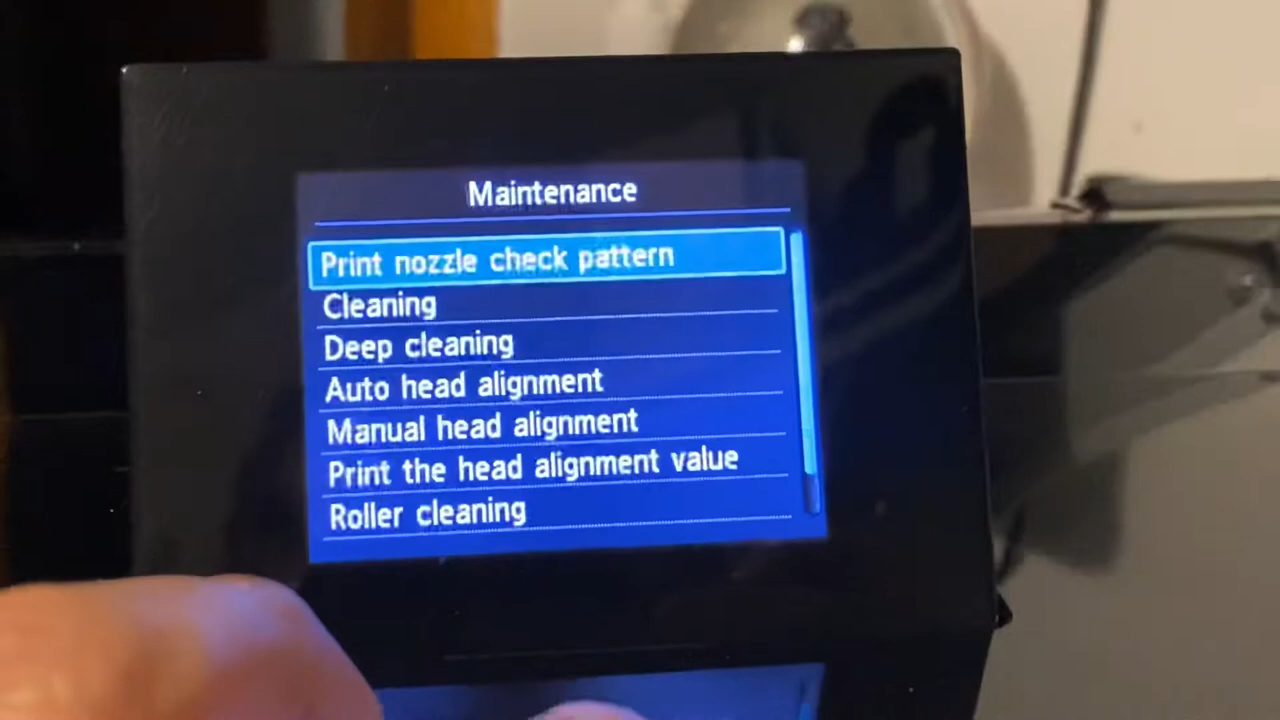 Maintenance
Print nozzle check pattern
Cleaning
Deep cleaning
Auto head alignment
Manual head alignment
Print the head alignment value
Roller cleaning